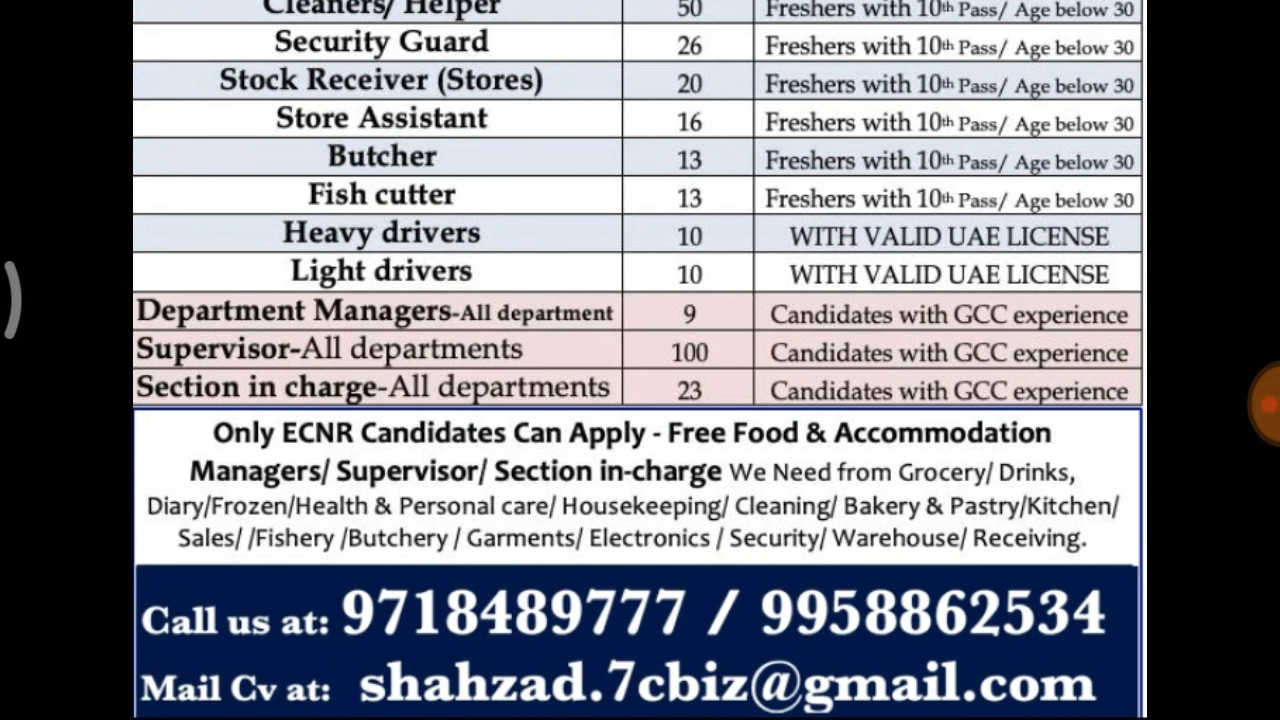 Cleaners/ Helper 50 Freshers with 10th Pass/ Age below 30
Security Guard 26 Freshers with 10th Pass/ Age below 30
Stock Receiver (Stores) 20 Freshers with 10th Pass/ Age below 30
Store Assistant 16 Freshers with 10th Pass/ Age below 30
Butcher 13 Freshers with 10th Pass/ Age below 30
Fish cutter 13 Freshers with 10th Pass/ Age below 30
Heavy drivers 10 WITH VALID UAE LICENSE
Light drivers 10 WITH VALID UAE LICENSE
Department Managers-All department 9 Candidates with GCC experience
Supervisor-All departments 100 Candidates with GCC experience
Section in charge-All departments 23 Candidates with GCC experience
Only ECNR Candidates Can Apply - Free Food & Accommodation
Managers/ Supervisor/ Section in-charge We Need from Grocery/ Drinks,
Diary/Frozen/Health & Personal care/ Housekeeping/ Cleaning/ Bakery & Pastry/Kitchen/
Sales/ /Fishery /Butchery / Garments/ Electronics / Security/ Warehouse/ Receiving.
Call us at: 9718489777 / 9958862534
Mail Cv at: shahzad.7cbiz@gmail.com